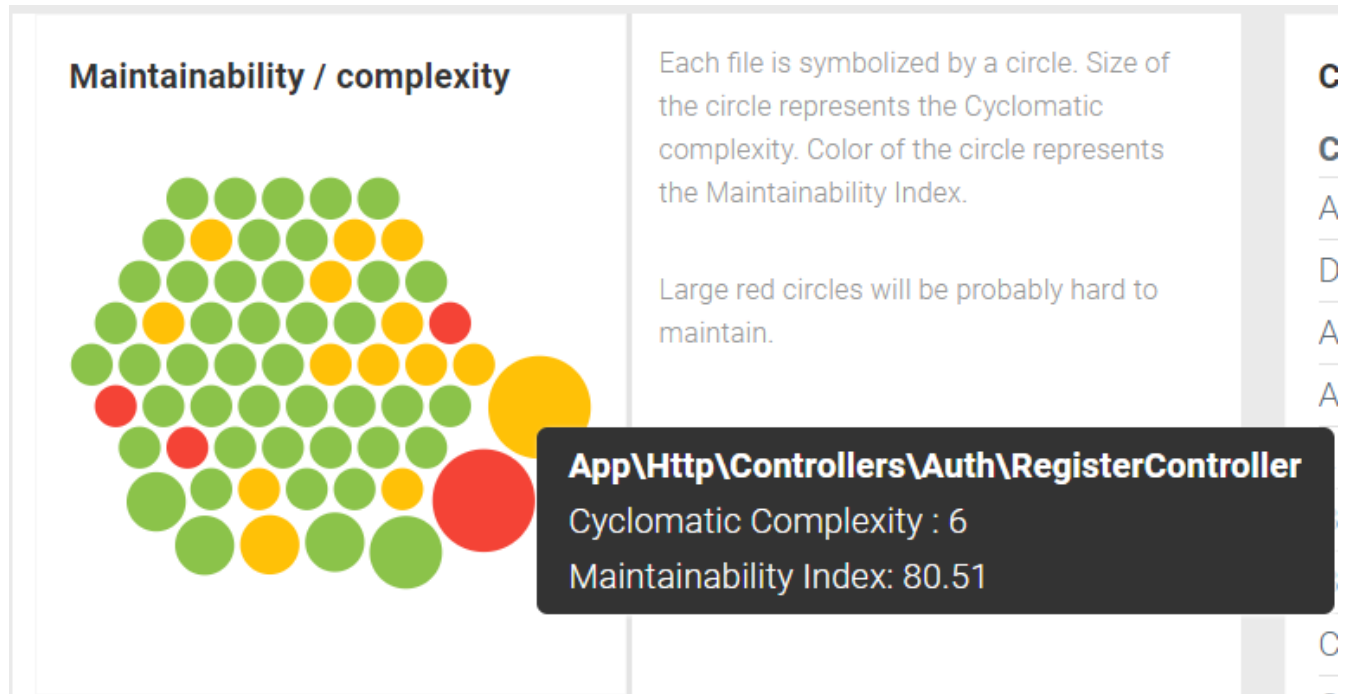 Maintainability / complexity
Each file is symbolized by a circle. Size of
the circle represents the Cyclomatic
complexity. Color of the circle represents
the Maintainability Index.
Large red circles will be probably hard to
maintain.
App\Http\Controllers\Auth\RegisterController
Cyclomatic Complexity : 6
Maintainability Index: 80.51
C
C
A
D
A
A
C